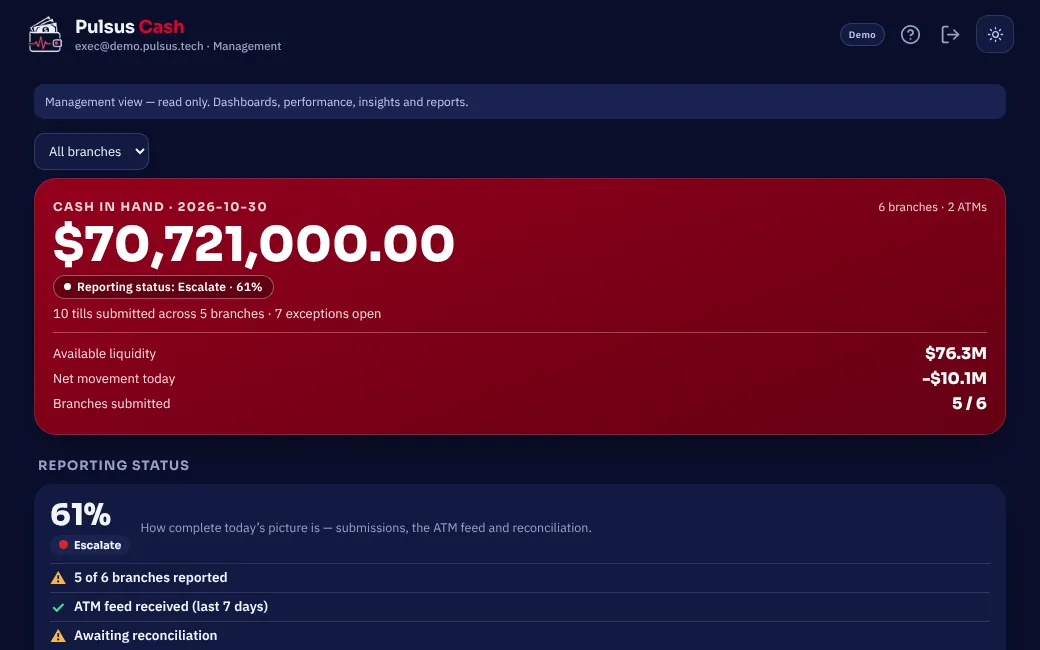 Pulsus Cash
exec@demo.pulsus.tech · Management
Demo
Management view — read only. Dashboards, performance, insights and reports.
All branches
CASH IN HAND · 2026-10-30
6 branches · 2 ATMs
$70,721,000.00
Reporting status: Escalate · 61%
10 tills submitted across 5 branches · 7 exceptions open
Available liquidity $76.3M
Net movement today -$10.1M
Branches submitted 5 / 6
REPORTING STATUS
61%
How complete today's picture is — submissions, the ATM feed and reconciliation.
Escalate
5 of 6 branches reported
ATM feed received (last 7 days)
Awaiting reconciliation